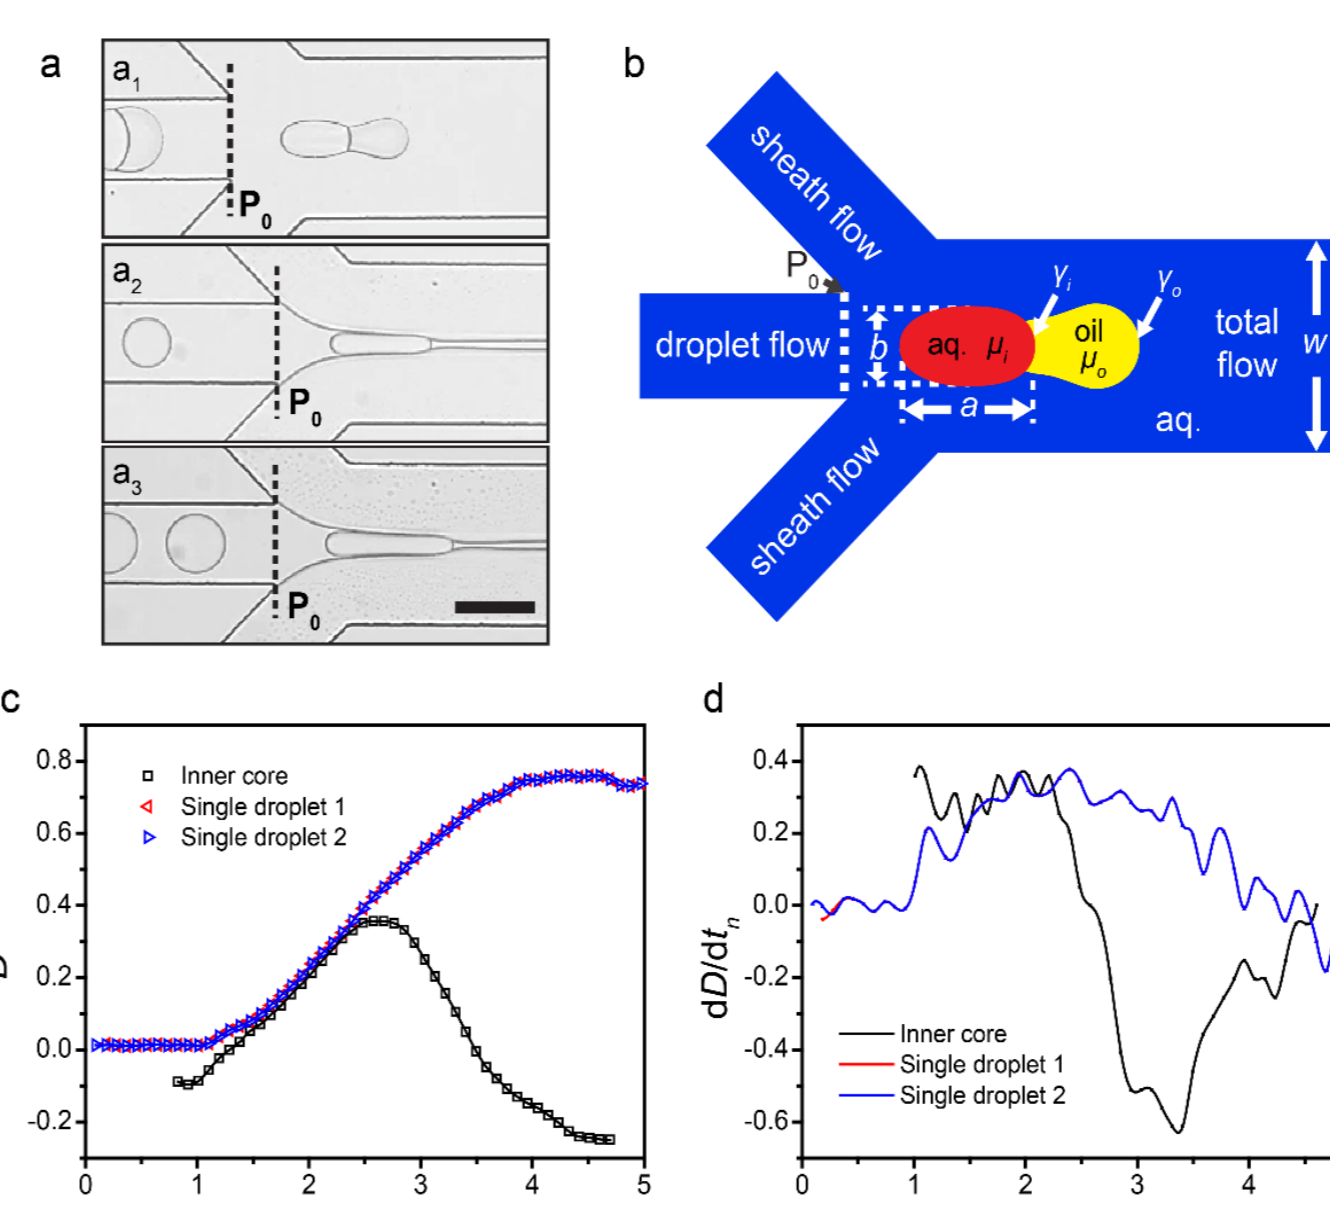 a
a1
P0
a2
P0
a3
P0
b
sheath flow
P0
droplet flow
b
aq. μi
a
γi
γo
oil
μo
total
flow
w
aq.
sheath flow
c
0.8
0.6
0.4
0.2
0.0
-0.2
Inner core
Single droplet 1
Single droplet 2
0 1 2 3 4 5
d
dD/dtn
0.4
0.2
0.0
-0.2
-0.4
-0.6
Inner core
Single droplet 1
Single droplet 2
0 1 2 3 4